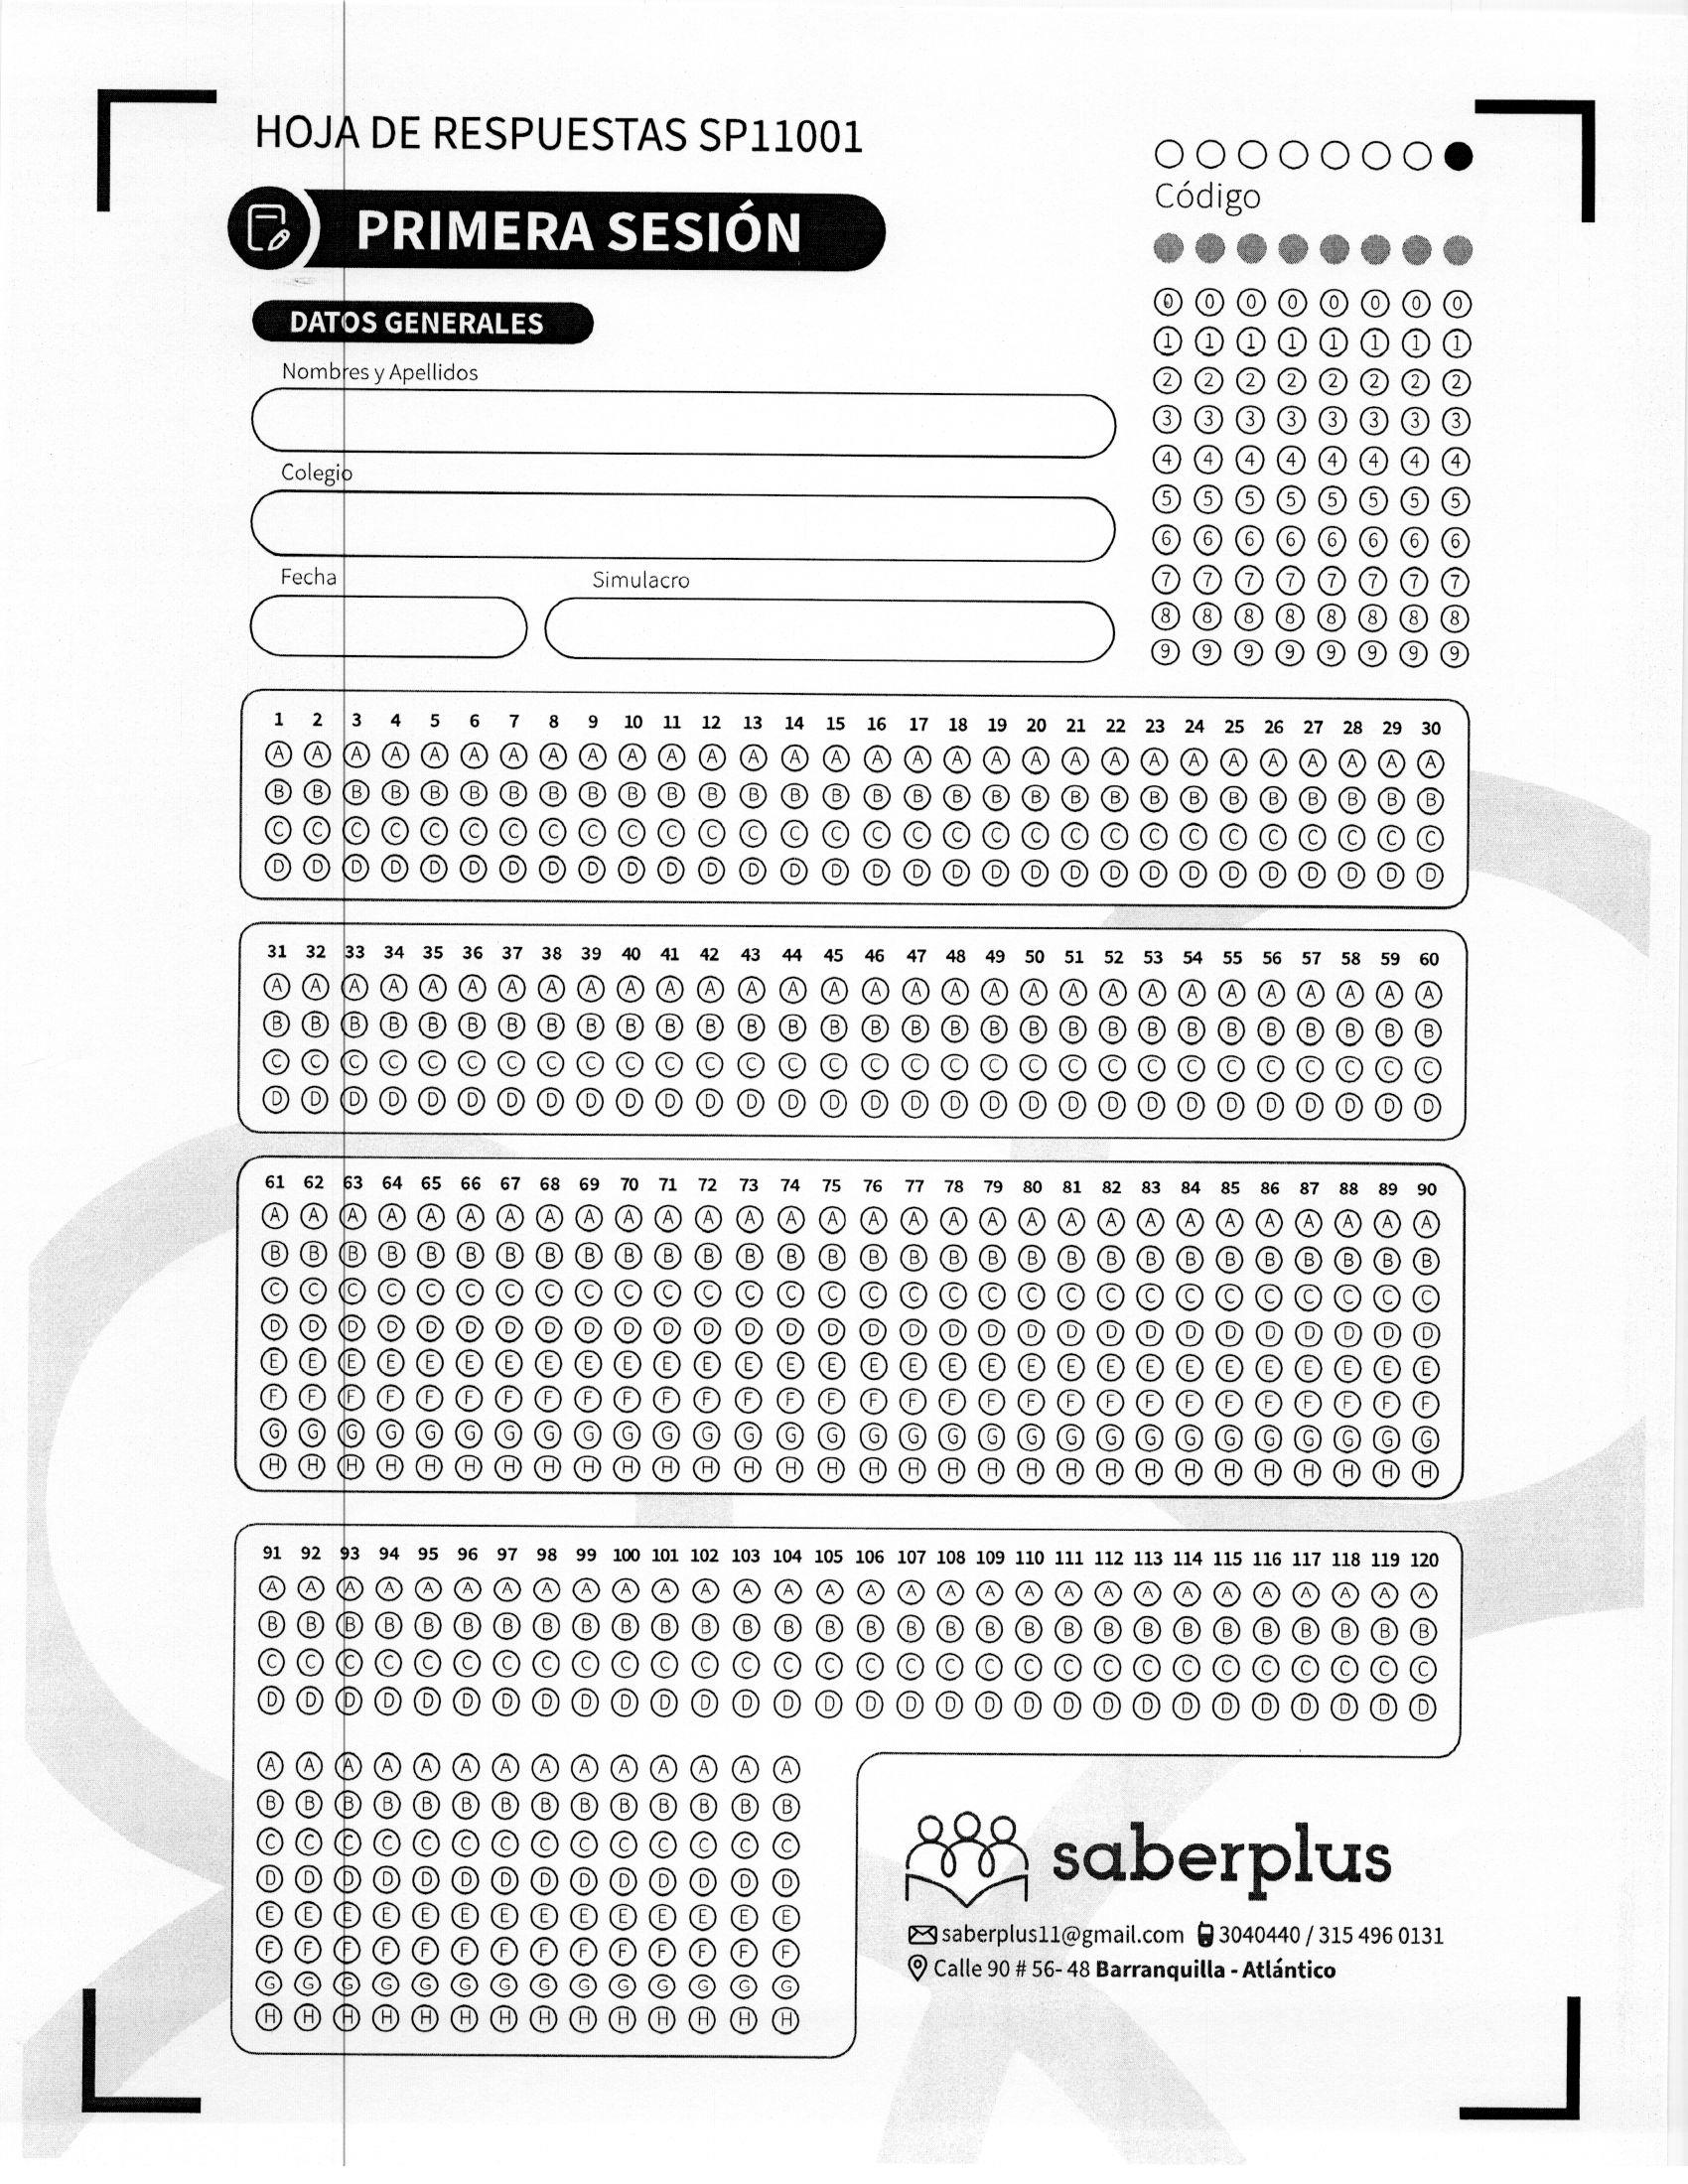 HOJA DE RESPUESTAS SP11001
PRIMERA SESIÓN
Código
0 0 0 0 0 0 0 0
1 1 1 1 1 1 1 1
2 2 2 2 2 2 2 2
3 3 3 3 3 3 3 3
4 4 4 4 4 4 4 4
5 5 5 5 5 5 5 5
6 6 6 6 6 6 6 6
7 7 7 7 7 7 7 7
8 8 8 8 8 8 8 8
9 9 9 9 9 9 9 9
DATOS GENERALES
Nombres y Apellidos
Colegio
Fecha Simulacro
1 2 3 4 5 6 7 8 9 10 11 12 13 14 15 16 17 18 19 20 21 22 23 24 25 26 27 28 29 30
A A A A A A A A A A A A A A A A A A A A A A A A A A A A A A
B B B B B B B B B B B B B B B B B B B B B B B B B B B B B B
C C C C C C C C C C C C C C C C C C C C C C C C C C C C C C
D D D D D D D D D D D D D D D D D D D D D D D D D D D D D D
31 32 33 34 35 36 37 38 39 40 41 42 43 44 45 46 47 48 49 50 51 52 53 54 55 56 57 58 59 60
A A A A A A A A A A A A A A A A A A A A A A A A A A A A A A
B B B B B B B B B B B B B B B B B B B B B B B B B B B B B B
C C C C C C C C C C C C C C C C C C C C C C C C C C C C C C
D D D D D D D D D D D D D D D D D D D D D D D D D D D D D D
61 62 63 64 65 66 67 68 69 70 71 72 73 74 75 76 77 78 79 80 81 82 83 84 85 86 87 88 89 90
A A A A A A A A A A A A A A A A A A A A A A A A A A A A A A
B B B B B B B B B B B B B B B B B B B B B B B B B B B B B B
C C C C C C C C C C C C C C C C C C C C C C C C C C C C C C
D D D D D D D D D D D D D D D D D D D D D D D D D D D D D D
E E E E E E E E E E E E E E E E E E E E E E E E E E E E E E
F F F F F F F F F F F F F F F F F F F F F F F F F F F F F F
G G G G G G G G G G G G G G G G G G G G G G G G G G G G G G
H H H H H H H H H H H H H H H H H H H H H H H H H H H H H H
91 92 93 94 95 96 97 98 99 100 101 102 103 104 105 106 107 108 109 110 111 112 113 114 115 116 117 118 119 120
A A A A A A A A A A A A A A A A A A A A A A A A A A A A A A
B B B B B B B B B B B B B B B B B B B B B B B B B B B B B B
C C C C C C C C C C C C C C C C C C C C C C C C C C C C C C
D D D D D D D D D D D D D D D D D D D D D D D D D D D D D D
A A A A A A A A A A A A A A
B B B B B B B B B B B B B B
C C C C C C C C C C C C C C
D D D D D D D D D D D D D D
E E E E E E E E E E E E E E
F F F F F F F F F F F F F F
G G G G G G G G G G G G G G
H H H H H H H H H H H H H H
saberplus
saberplus11@gmail.com 3040440 / 315 496 0131
Calle 90 # 56- 48 Barranquilla - Atlántico